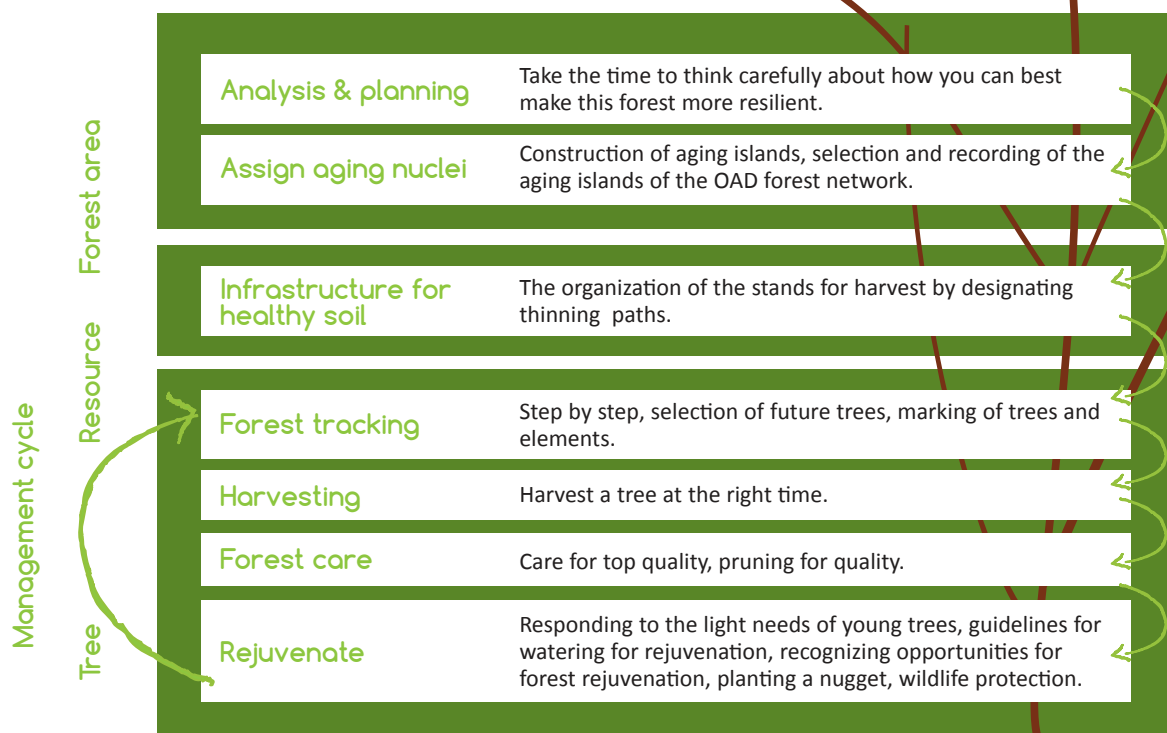 Management cycle
Forest area
Resource
Tree
Analysis & planning
Take the time to think carefully about how you can best
make this forest more resilient.
Assign aging nuclei
Construction of aging islands, selection and recording of the
aging islands of the OAD forest network.
Infrastructure for
healthy soil
The organization of the stands for harvest by designating
thinning paths.
Forest tracking
Step by step, selection of future trees, marking of trees and
elements.
Harvesting
Harvest a tree at the right time.
Forest care
Care for top quality, pruning for quality.
Rejuvenate
Responding to the light needs of young trees, guidelines for
watering for rejuvenation, recognizing opportunities for
forest rejuvenation, planting a nugget, wildlife protection.